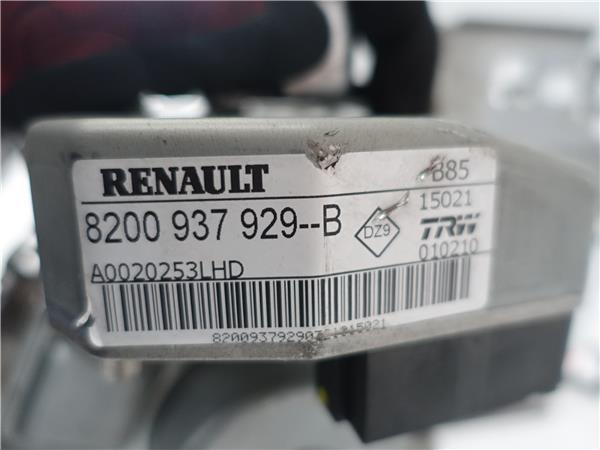 RENAULT
B85
15021
8200 937 929--B
DZ9
TRW
A0020253LHD
010210